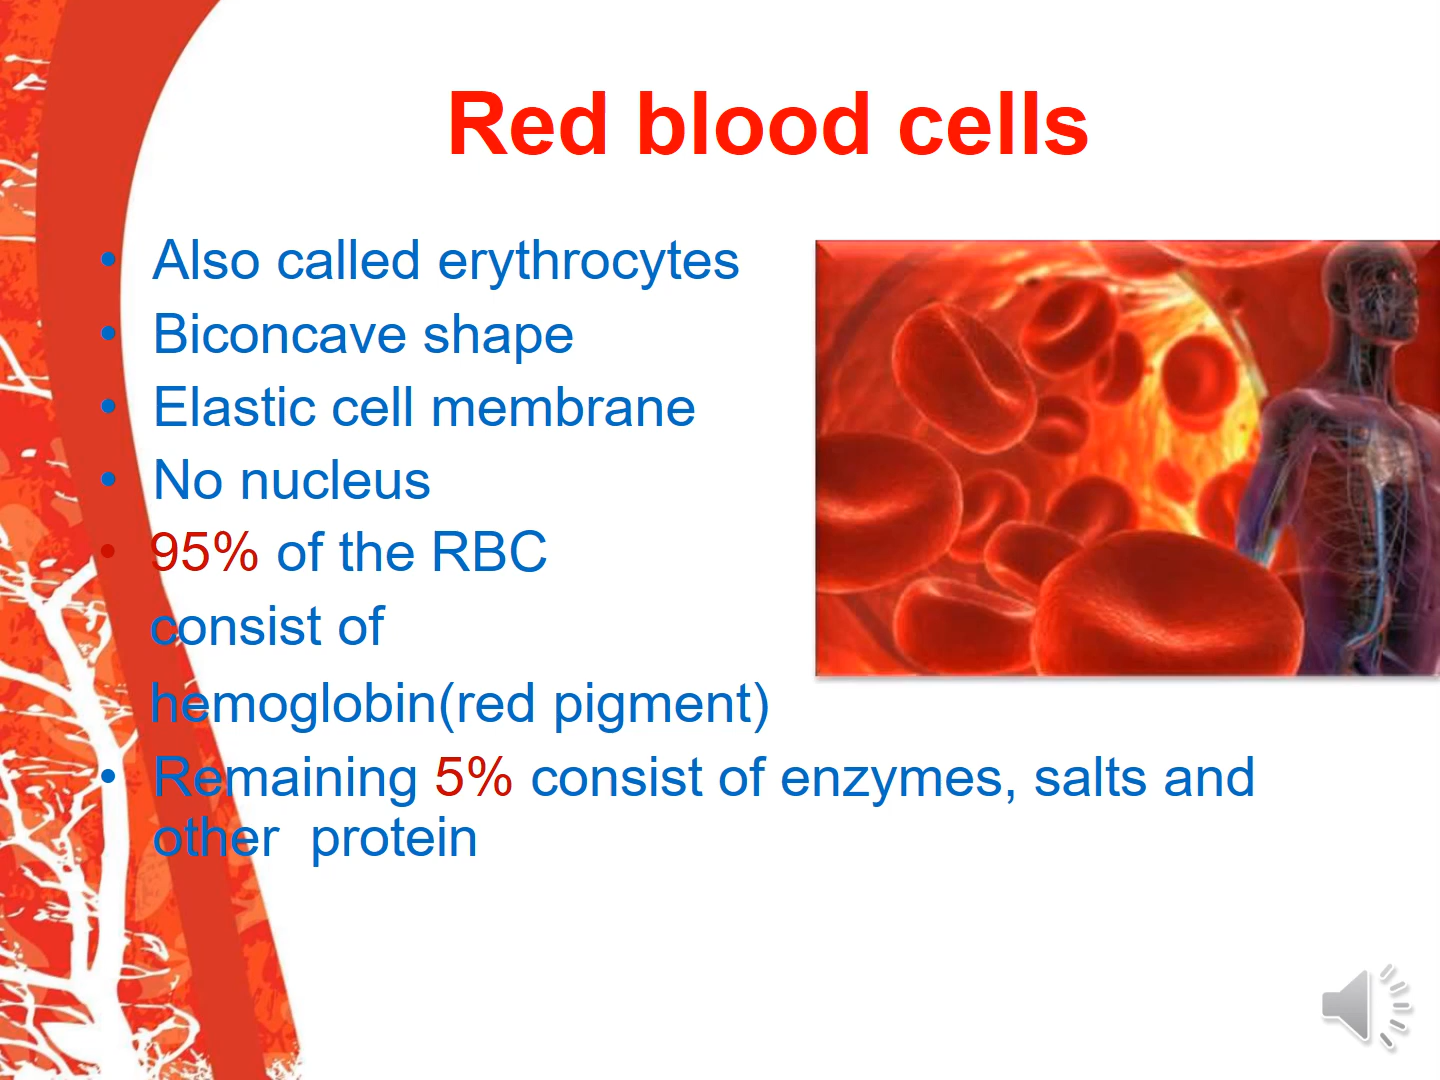 Red blood cells
• Also called erythrocytes
• Biconcave shape
• Elastic cell membrane
• No nucleus
• 95% of the RBC
consist of
hemoglobin(red pigment)
• Remaining 5% consist of enzymes, salts and
other  protein